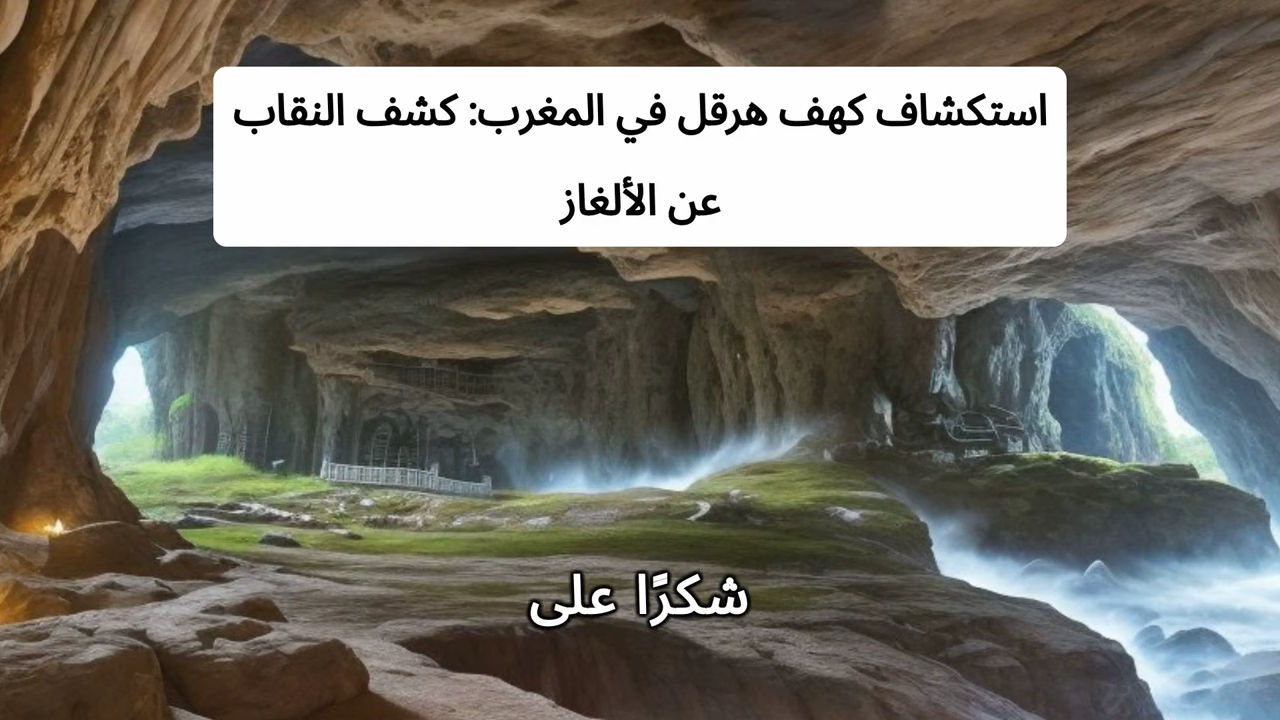 استكشاف كهف هرقل في المغرب: كشف النقاب
عن الألغاز
شكرًا على